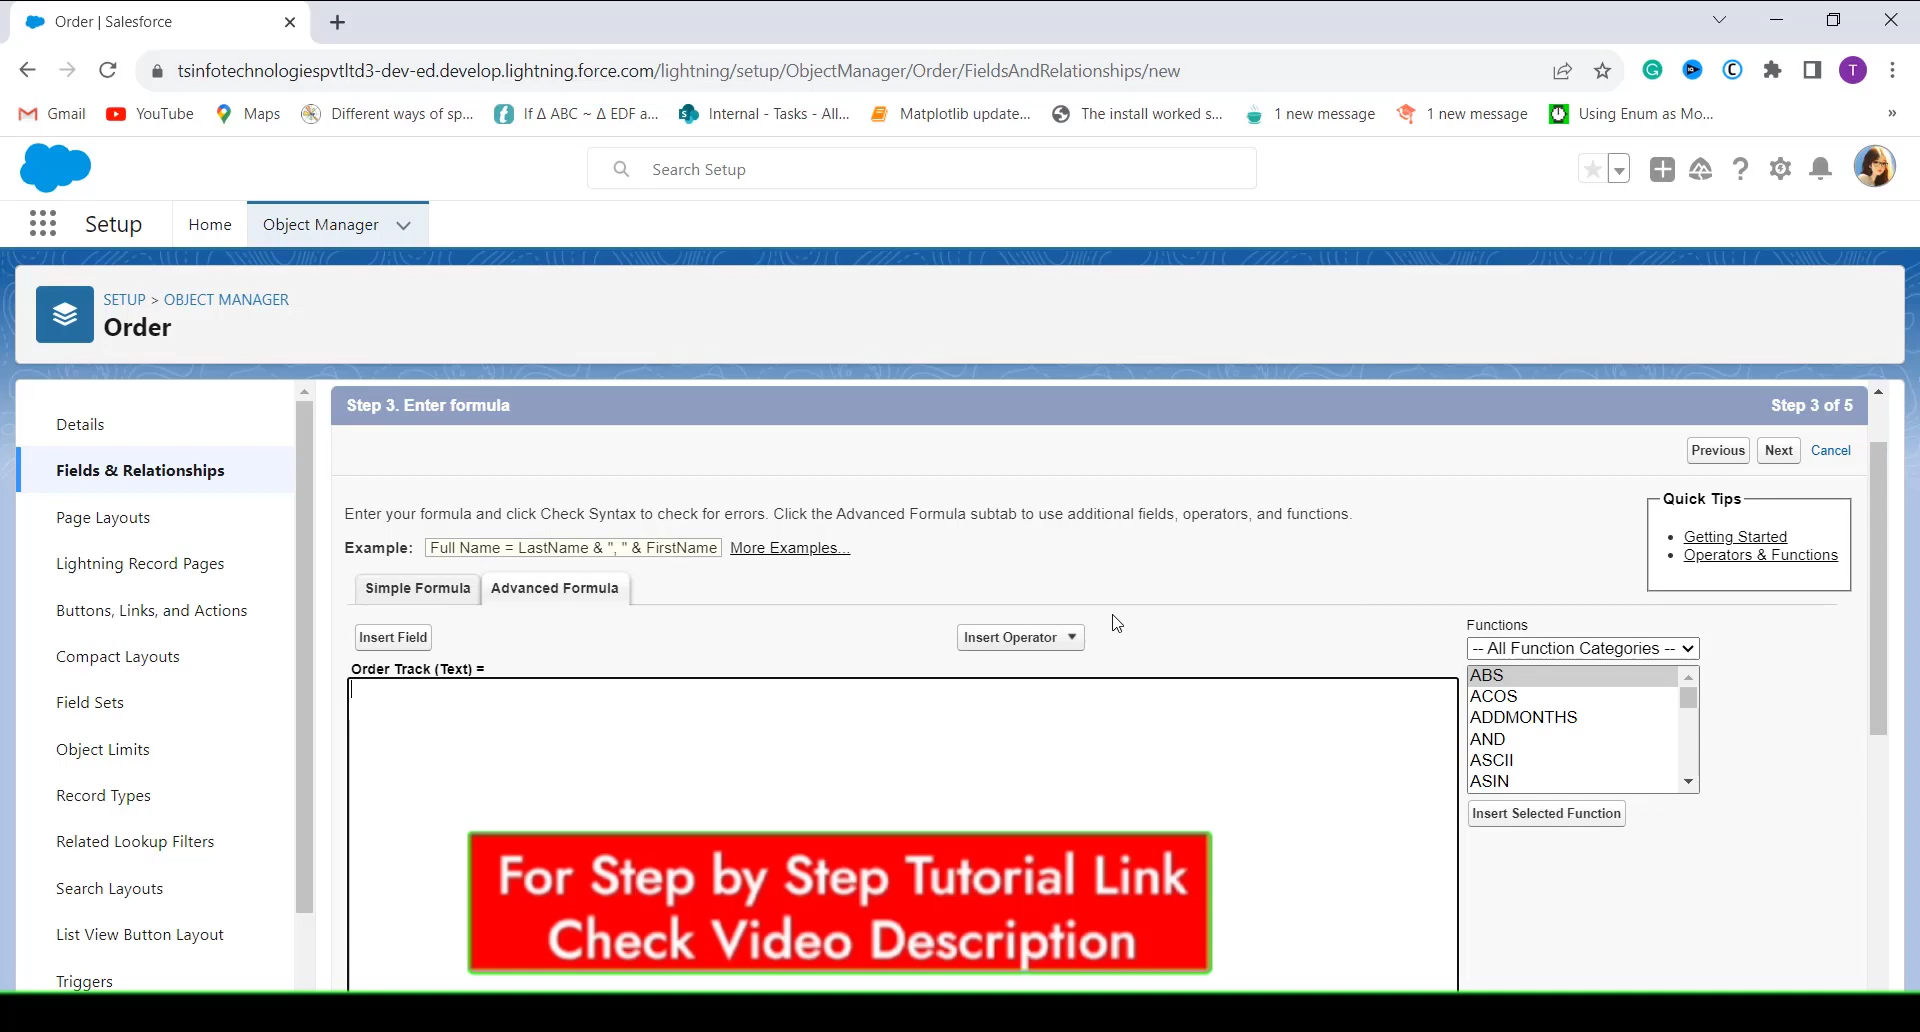 Order | Salesforce
tsinfotechnologiespvtltd3-dev-ed.develop.lightning.force.com/lightning/setup/ObjectManager/Order/FieldsAndRelationships/new
T
Gmail YouTube Maps Different ways of sp... If Δ ABC ~ Δ EDF a... Internal - Tasks - All... Matplotlib update... The install worked s... 1 new message 1 new message Using Enum as Mo... »
Search Setup
Setup Home Object Manager
SETUP > OBJECT MANAGER
Order
Details
Fields & Relationships
Page Layouts
Lightning Record Pages
Buttons, Links, and Actions
Compact Layouts
Field Sets
Object Limits
Record Types
Related Lookup Filters
Search Layouts
List View Button Layout
Triggers
Step 3. Enter formula Step 3 of 5
Previous Next Cancel
Enter your formula and click Check Syntax to check for errors. Click the Advanced Formula subtab to use additional fields, operators, and functions.
Example: Full Name = LastName & ", " & FirstName More Examples...
Quick Tips
Getting Started
Operators & Functions
Simple Formula Advanced Formula
Insert Field Insert Operator
Order Track (Text) =
Functions
-- All Function Categories --
ABS
ACOS
ADDMONTHS
AND
ASCII
ASIN
Insert Selected Function
For Step by Step Tutorial Link
Check Video Description